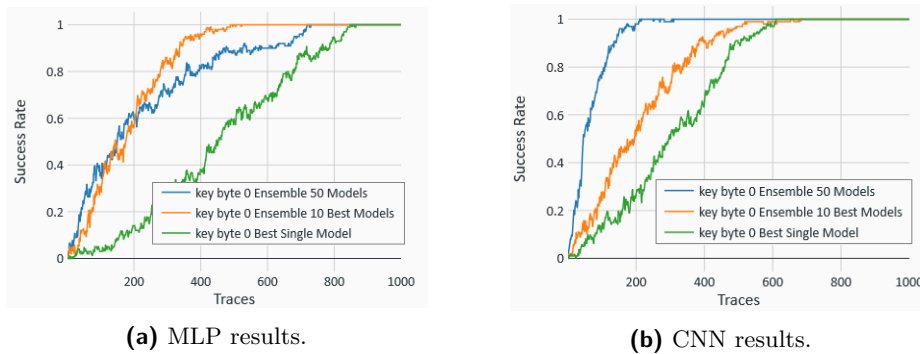 1
0.8
0.6
0.4
0.2
0
Success Rate
200
400
600
800
1000
Traces
key byte 0 Ensemble 50 Models
key byte 0 Ensemble 10 Best Models
key byte 0 Best Single Model
(a) MLP results.
1
0.8
0.6
0.4
0.2
0
Success Rate
200
400
600
800
1000
Traces
key byte 0 Ensemble 50 Models
key byte 0 Ensemble 10 Best Models
key byte 0 Best Single Model
(b) CNN results.